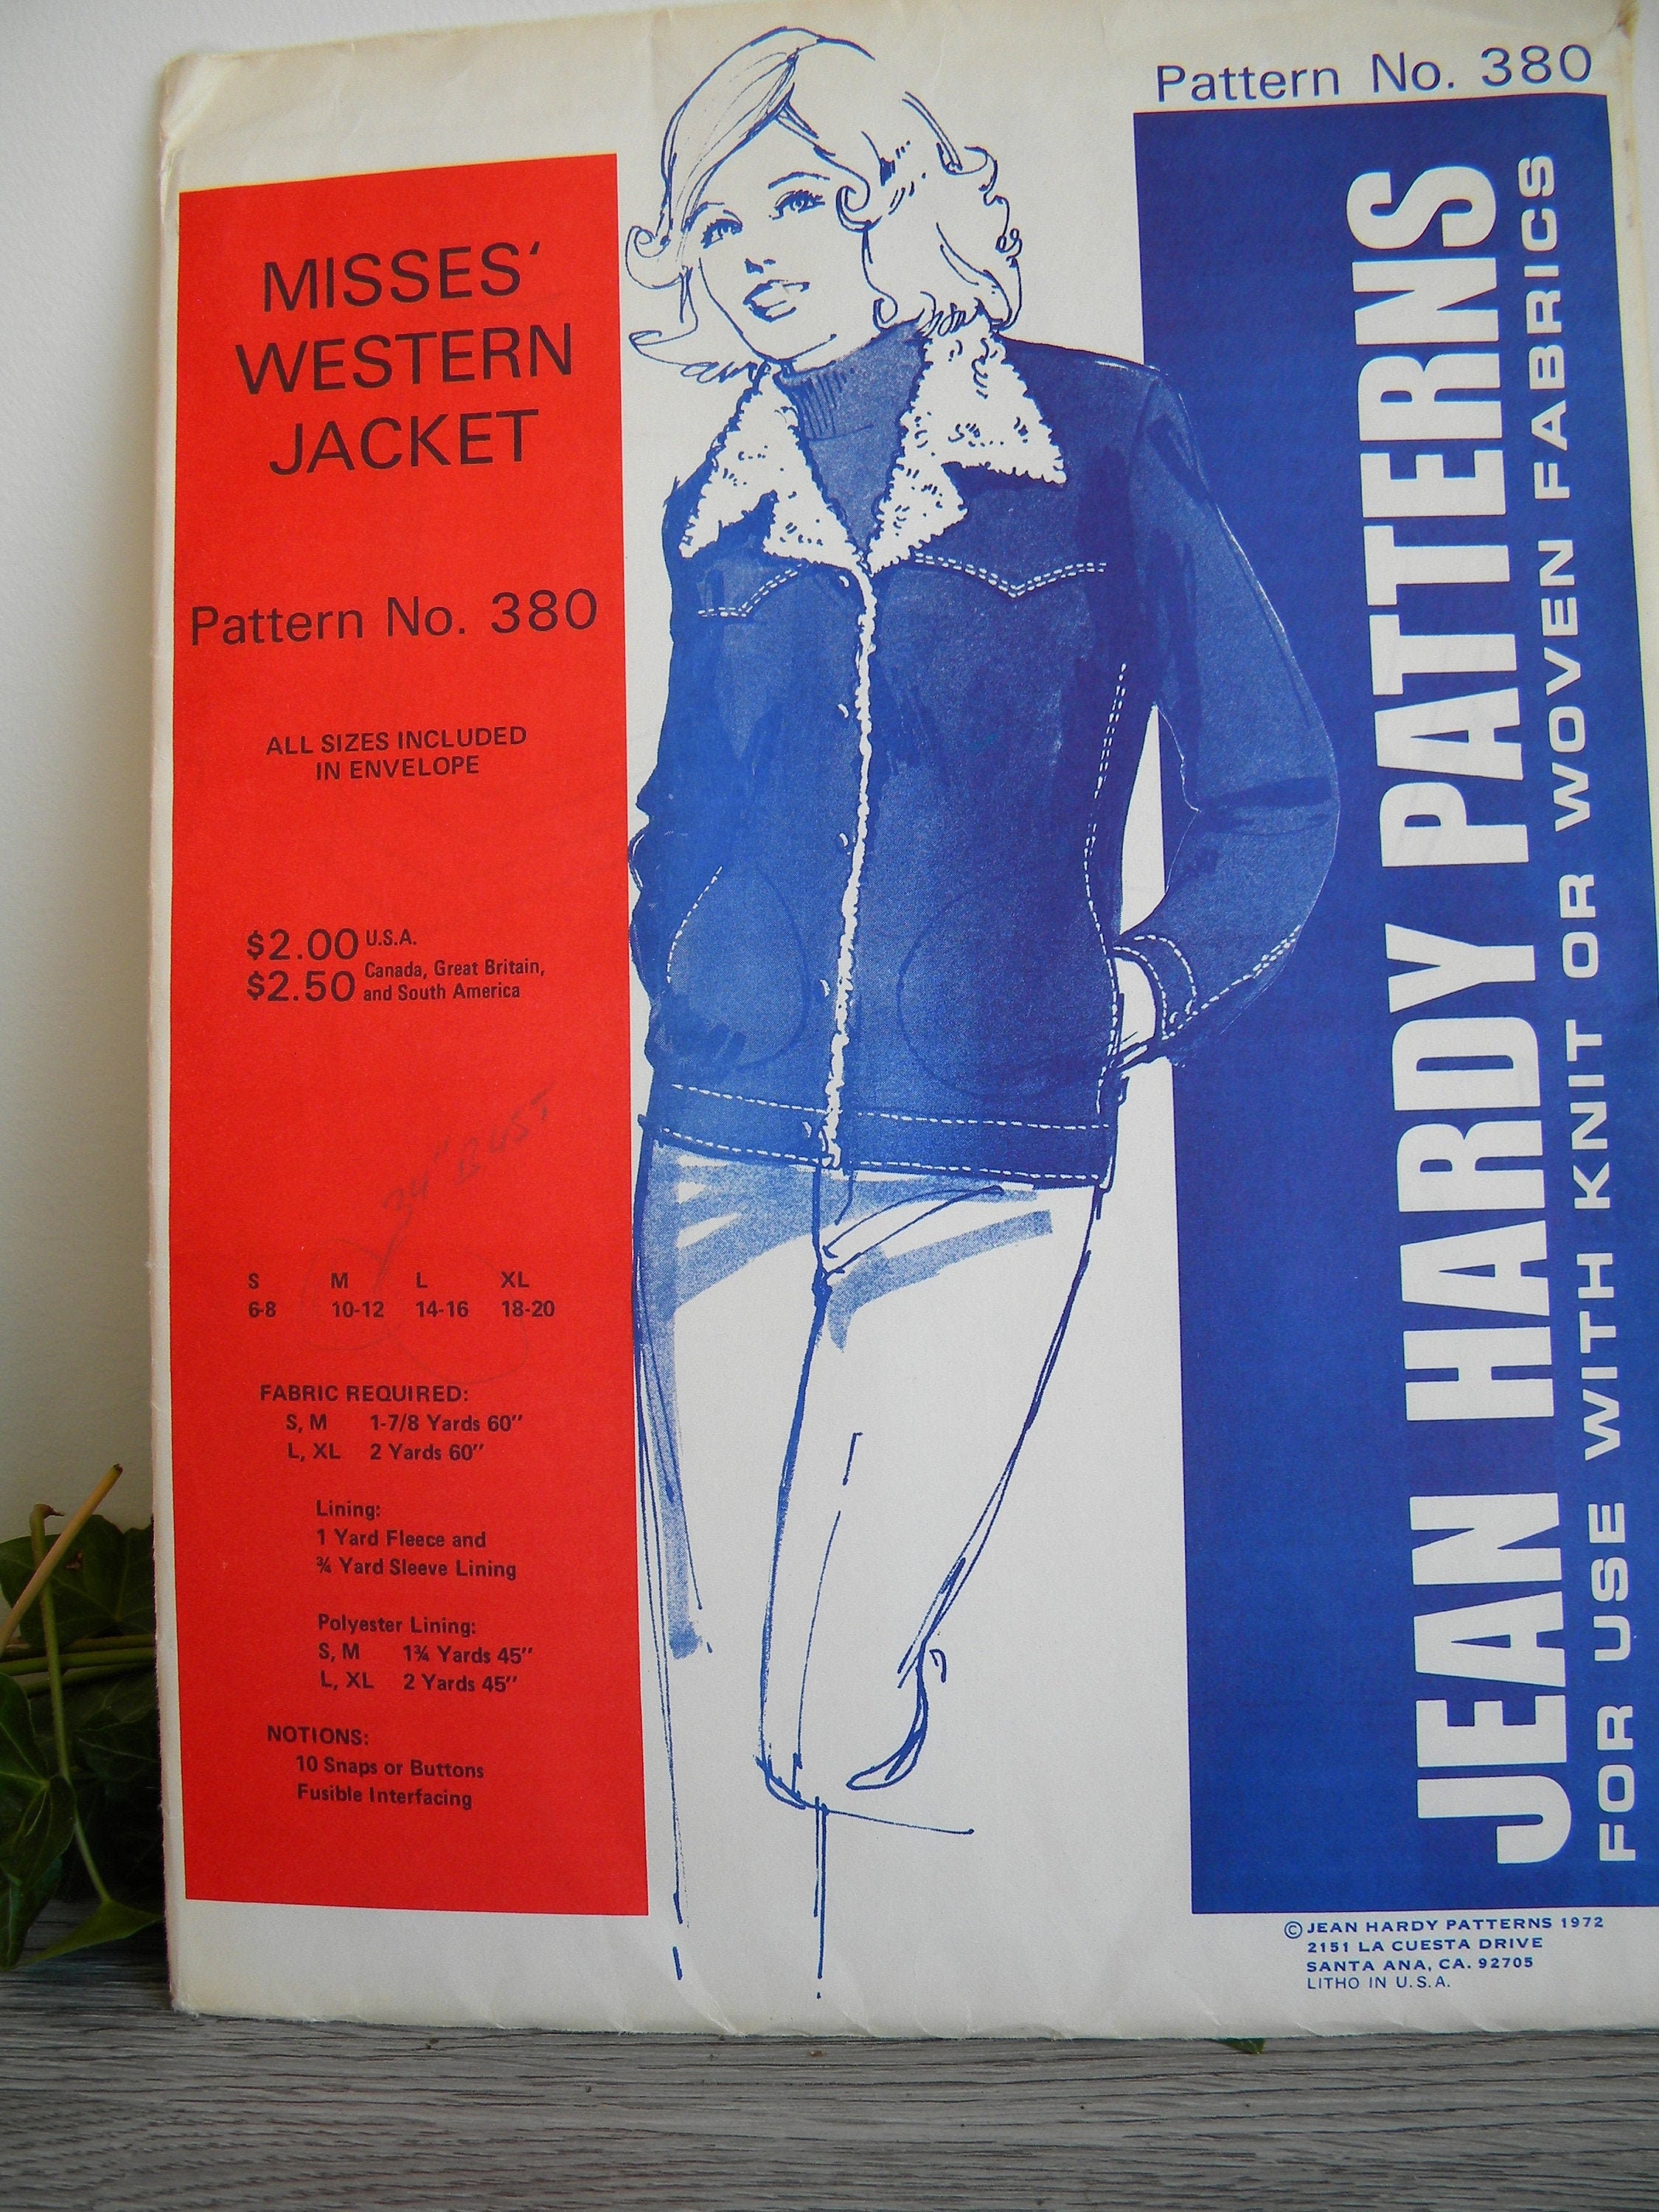 Pattern No. 380
MISSES'
WESTERN
JACKET
Pattern No. 380
ALL SIZES INCLUDED
IN ENVELOPE
$2.00 U.S.A.
$2.50 Canada, Great Britain,
and South America
34" BUST
S M L XL
6-8 10-12 14-16 18-20
FABRIC REQUIRED:
S, M 1-7/8 Yards 60"
L, XL 2 Yards 60"
Lining:
1 Yard Fleece and
¾ Yard Sleeve Lining
Polyester Lining:
S, M 1¾ Yards 45"
L, XL 2 Yards 45"
NOTIONS:
10 Snaps or Buttons
Fusible Interfacing
JEAN HARDY PATTERNS
FOR USE WITH KNIT OR WOVEN FABRICS
© JEAN HARDY PATTERNS 1972
2151 LA CUESTA DRIVE
SANTA ANA, CA. 92705
LITHO IN U.S.A.